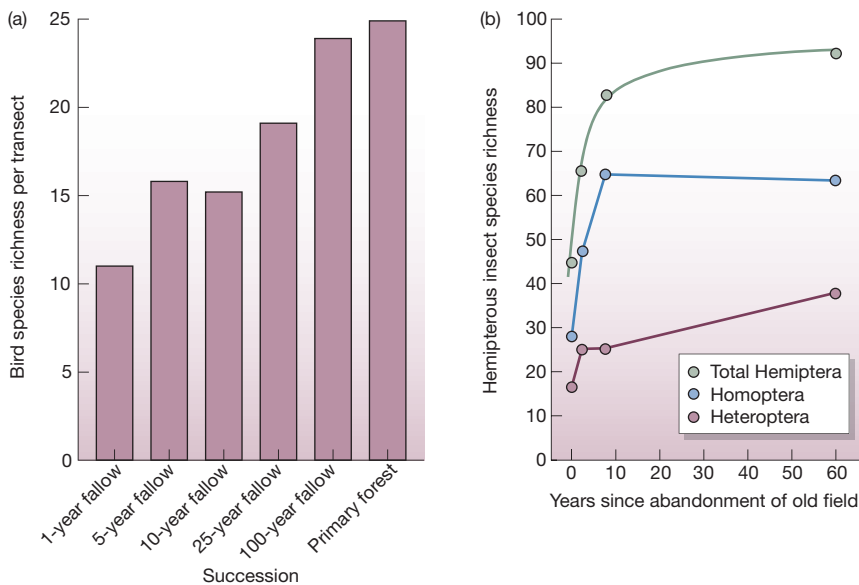 (a)
25
20
15
10
5
0
Bird species richness per transect
1-year fallow
5-year fallow
10-year fallow
25-year fallow
100-year fallow
Primary forest
Succession
(b)
100
90
80
70
60
50
40
30
20
10
0
Hemipterous insect species richness
Total Hemiptera
Homoptera
Heteroptera
0 10 20 30 40 50 60
Years since abandonment of old field